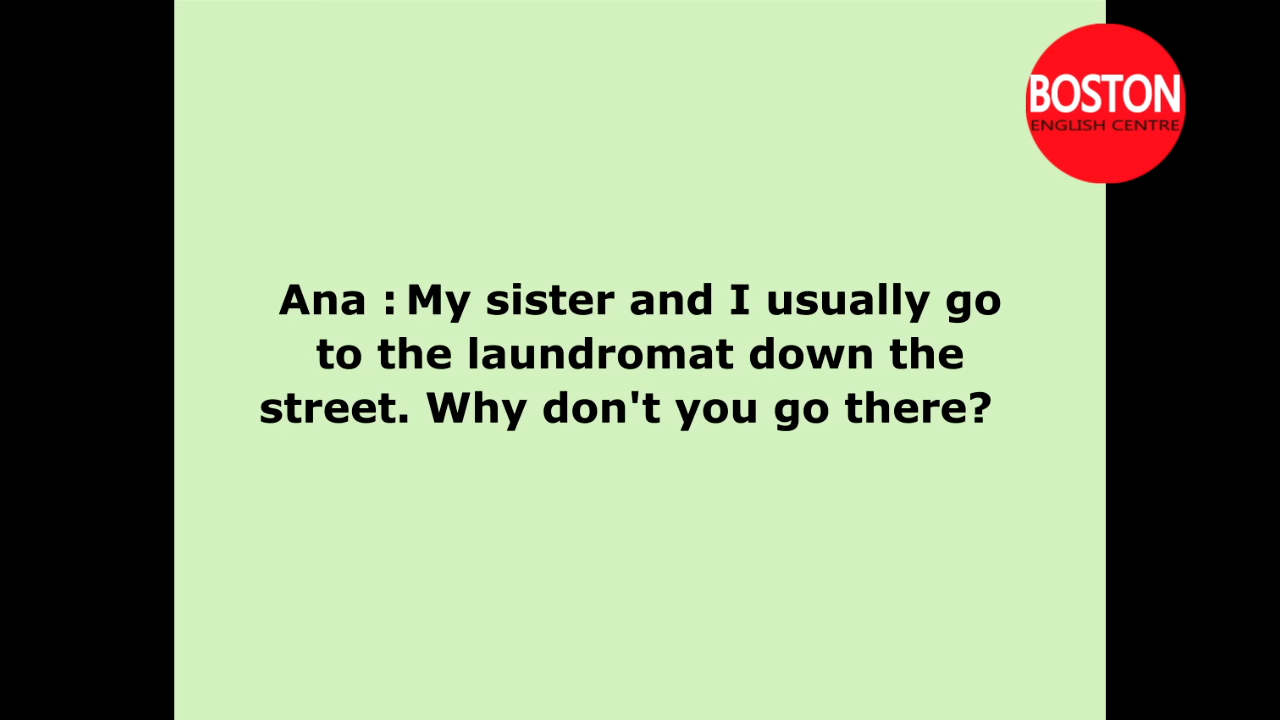 BOSTON
ENGLISH CENTRE
Ana : My sister and I usually go
to the laundromat down the
street. Why don't you go there?